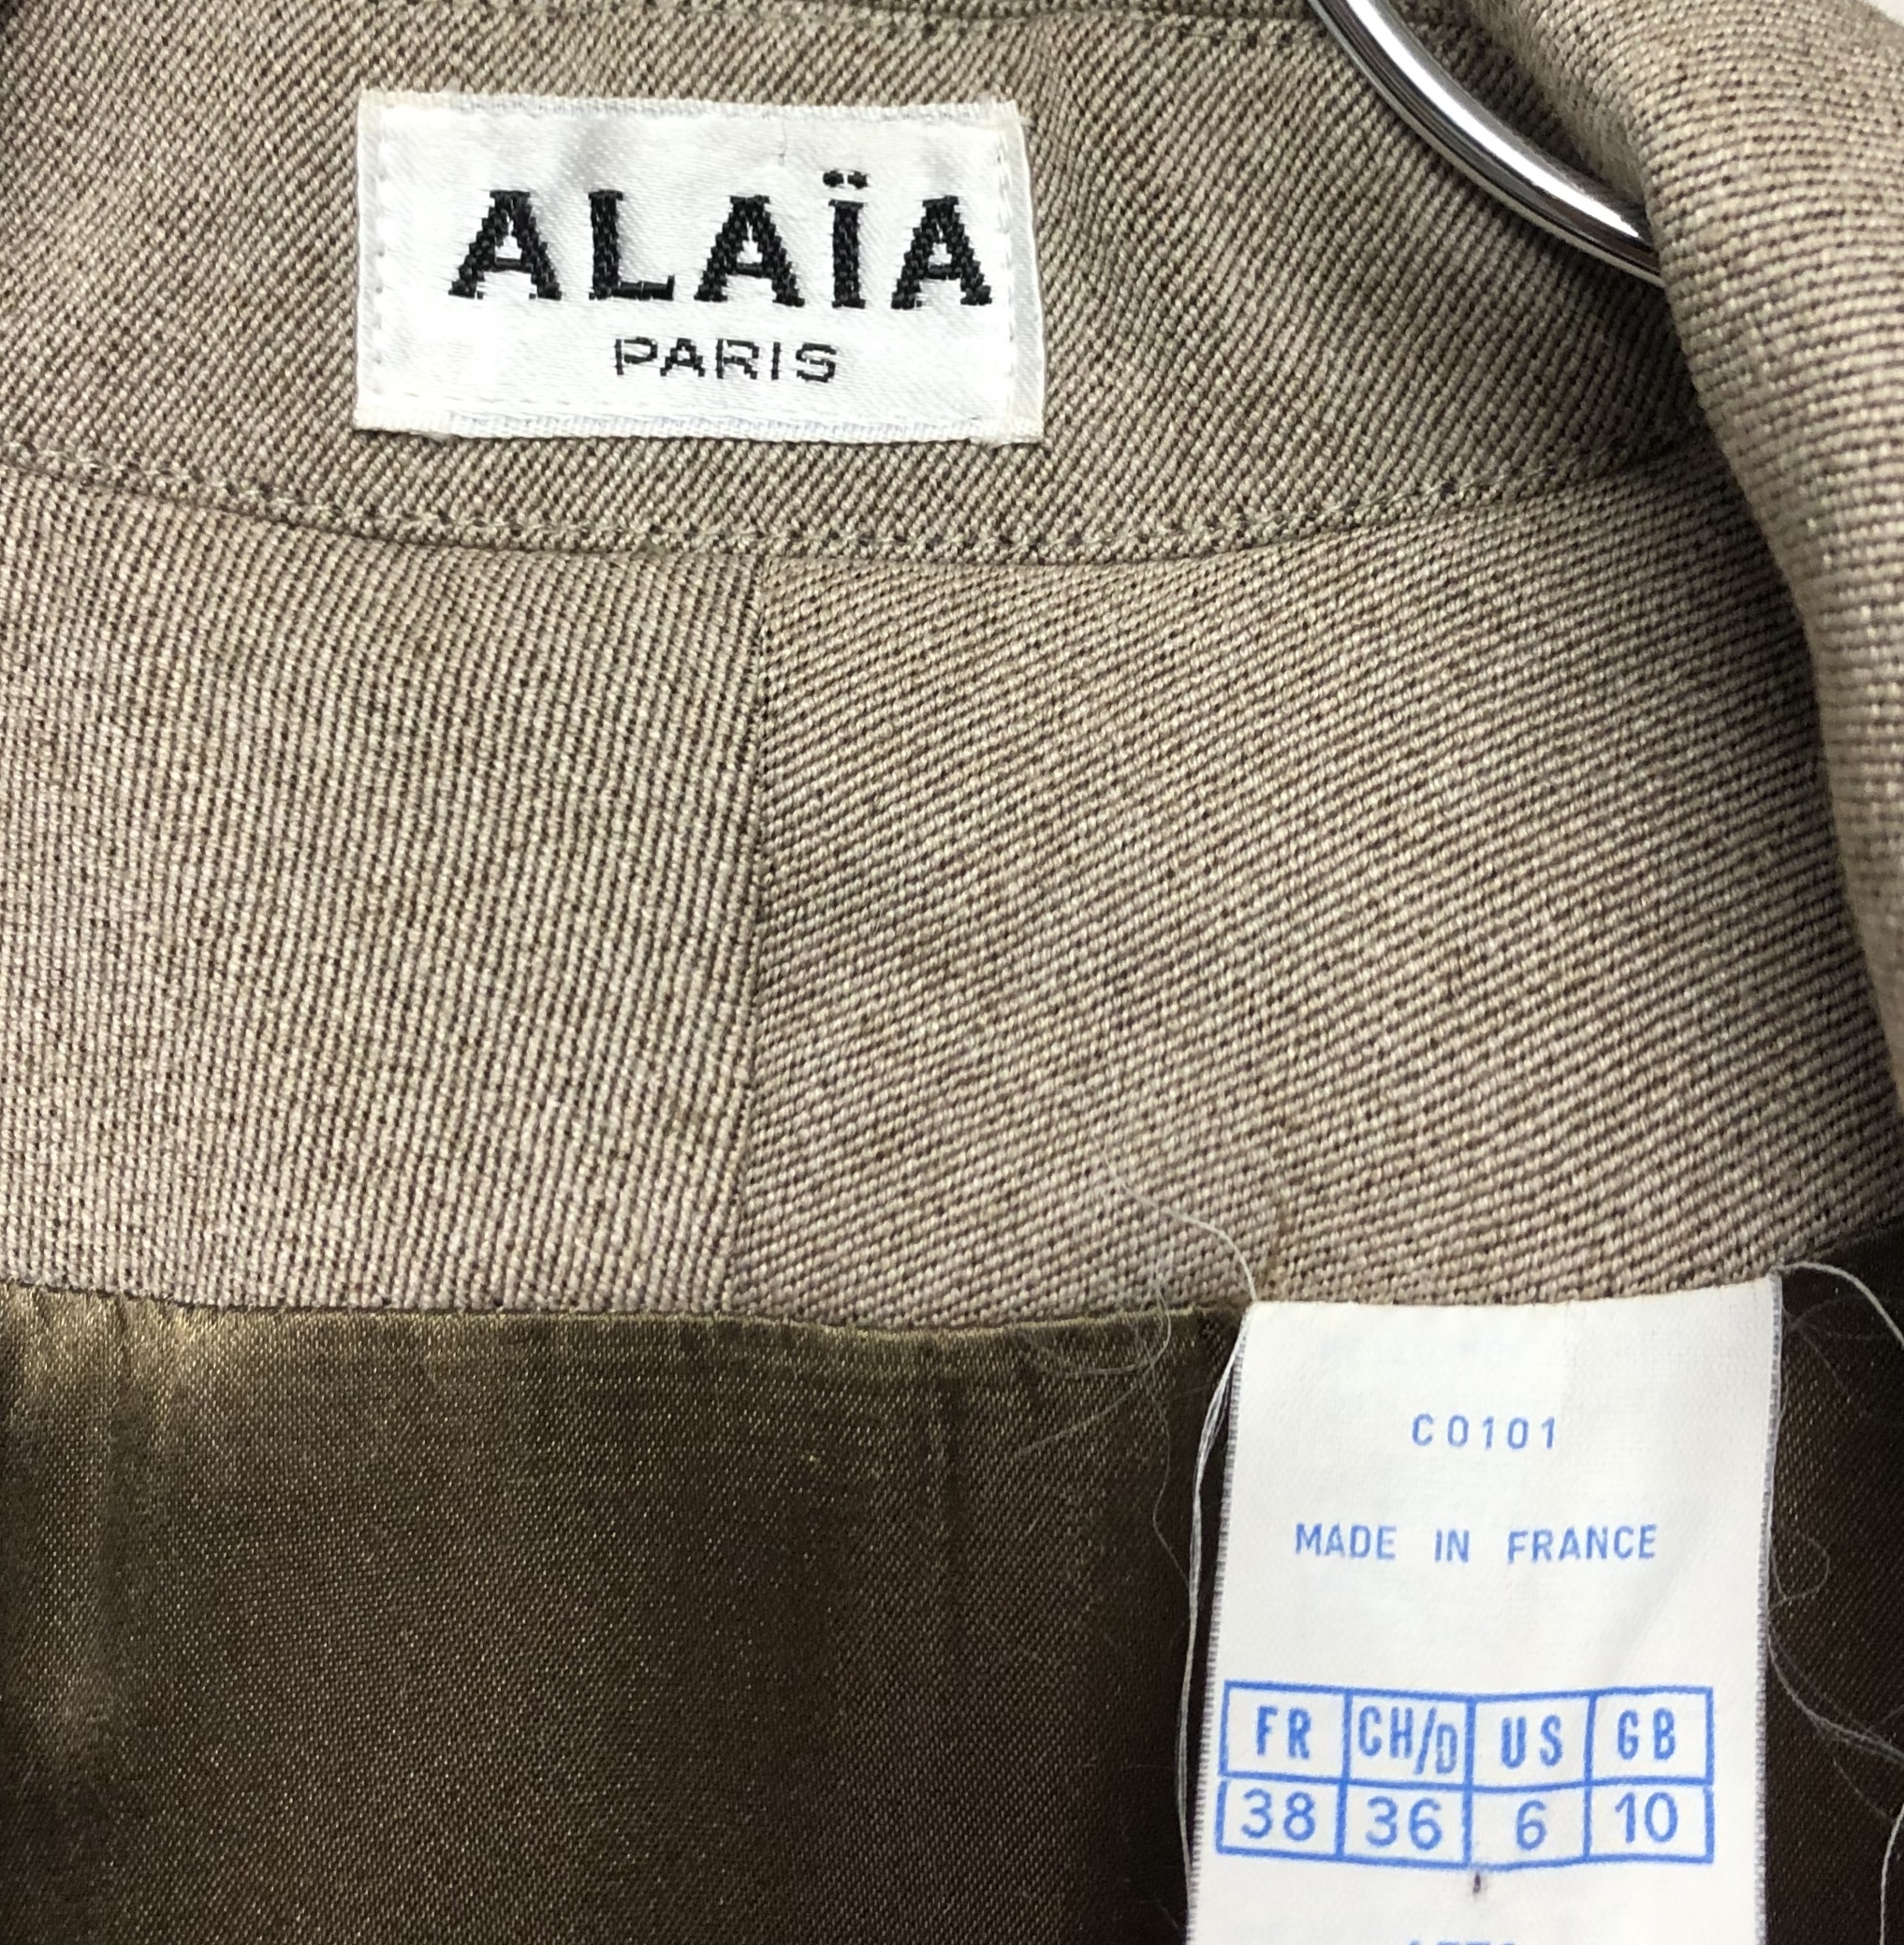 ALAÏA
PARIS
C0101
MADE IN FRANCE
FR CH/D US GB
38 36 6 10